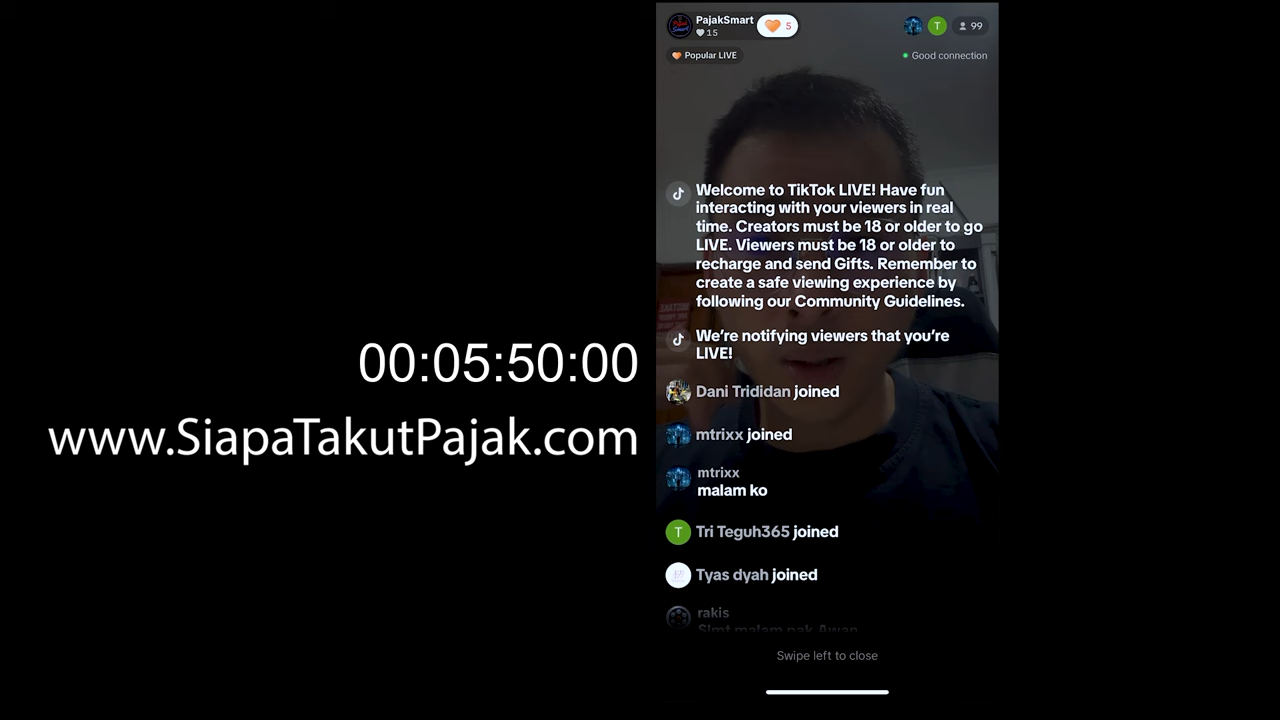 00:05:50:00
www.SiapaTakutPajak.com
PajakSmart
15
5
T
99
Popular LIVE
Good connection
Welcome to TikTok LIVE! Have fun
interacting with your viewers in real
time. Creators must be 18 or older to go
LIVE. Viewers must be 18 or older to
recharge and send Gifts. Remember to
create a safe viewing experience by
following our Community Guidelines.
We're notifying viewers that you're
LIVE!
Dani Trididan joined
mtrixx joined
mtrixx
malam ko
T
Tri Teguh365 joined
Tyas dyah joined
rakis
Slmt malam pak Awan
Swipe left to close